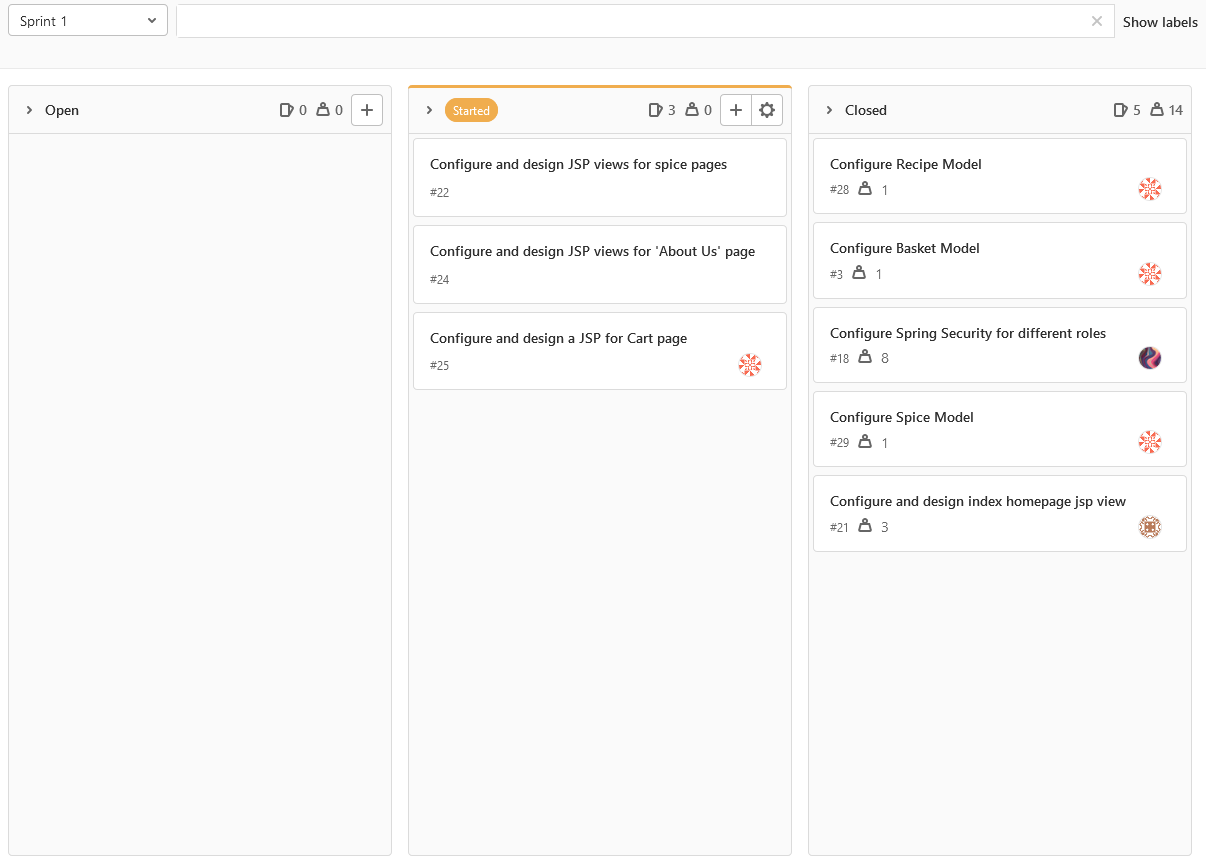 Sprint 1
Show labels
Open 0 0
Started 3 0
Configure and design JSP views for spice pages
#22
Configure and design JSP views for 'About Us' page
#24
Configure and design a JSP for Cart page
#25
Closed 5 14
Configure Recipe Model
#28 1
Configure Basket Model
#3 1
Configure Spring Security for different roles
#18 8
Configure Spice Model
#29 1
Configure and design index homepage jsp view
#21 3